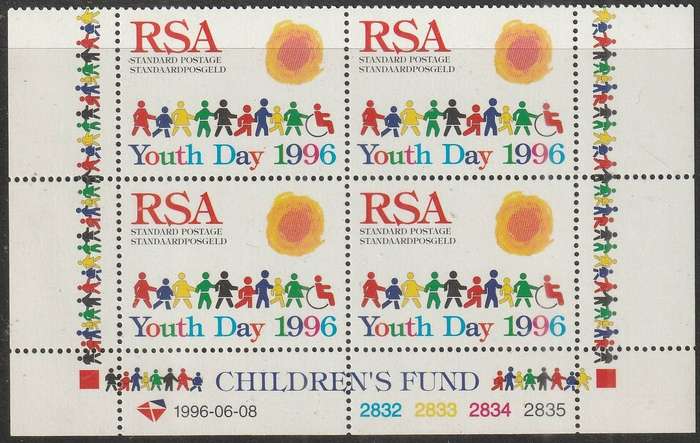 RSA
STANDARD POSTAGE
STANDAARDPOSGELD
Youth Day 1996
RSA
STANDARD POSTAGE
STANDAARDPOSGELD
Youth Day 1996
RSA
STANDARD POSTAGE
STANDAARDPOSGELD
Youth Day 1996
RSA
STANDARD POSTAGE
STANDAARDPOSGELD
Youth Day 1996
CHILDREN'S FUND
1996-06-08
2832 2833 2834 2835